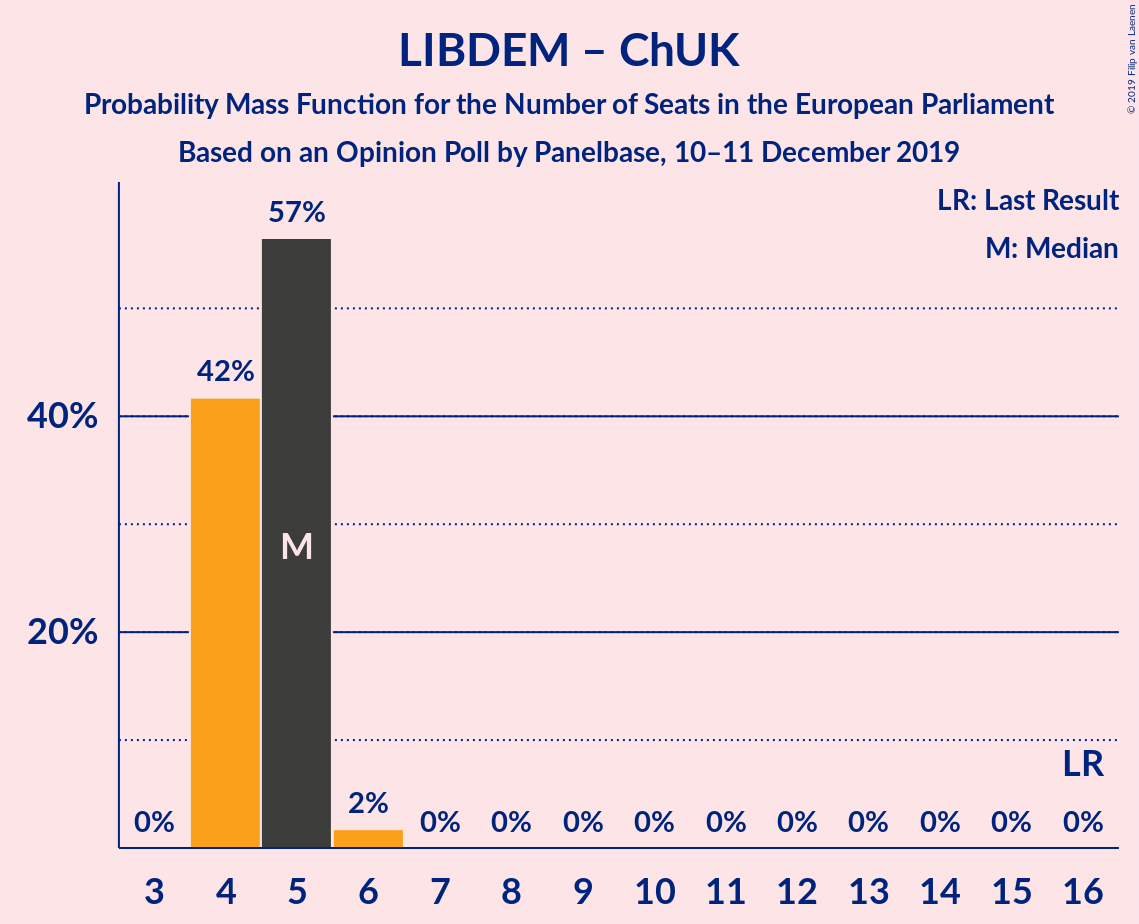 LIBDEM – ChUK
Probability Mass Function for the Number of Seats in the European Parliament
Based on an Opinion Poll by Panelbase, 10–11 December 2019
© 2019 Filip van Laenen
LR: Last Result
M: Median
57%
42%
40%
M
20%
LR
2%
0% 0% 0% 0% 0% 0% 0% 0% 0% 0% 0%
3 4 5 6 7 8 9 10 11 12 13 14 15 16